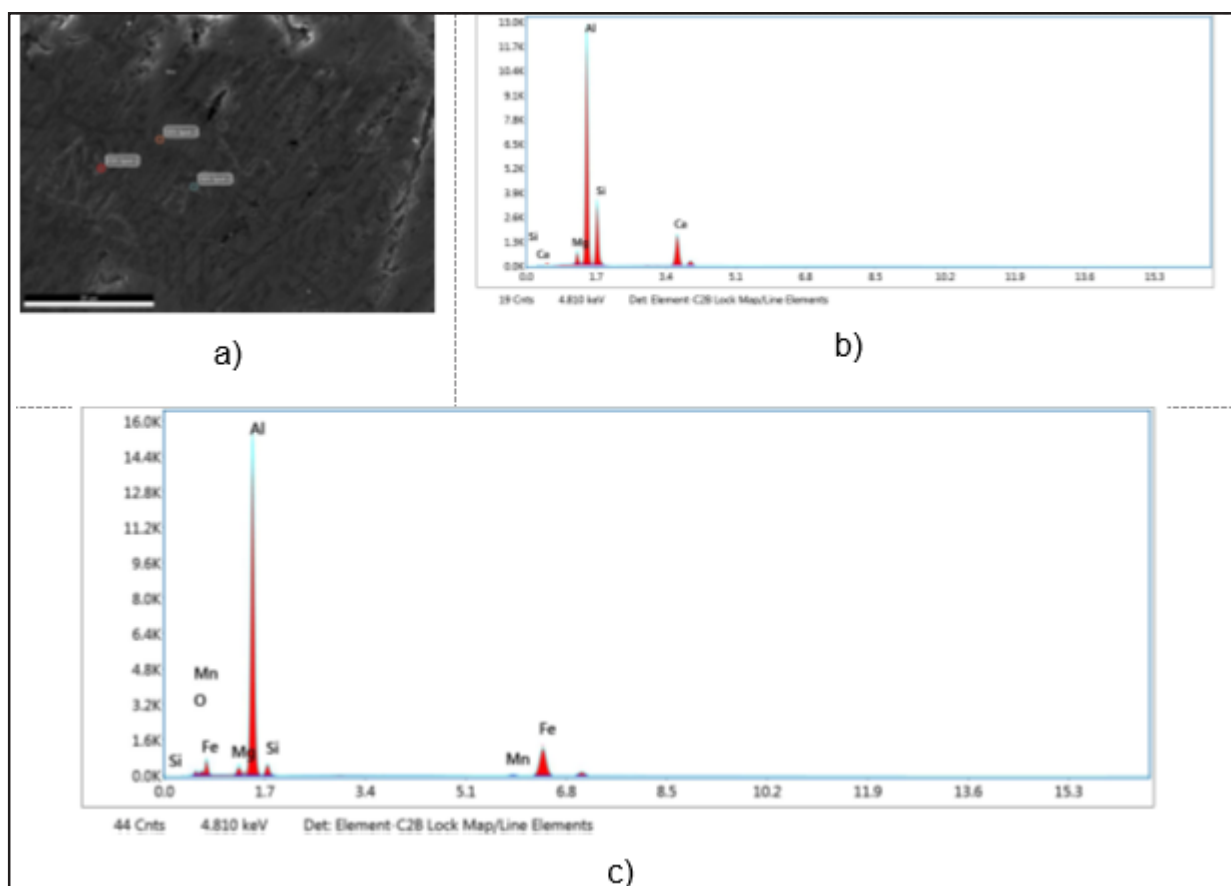 13.0K
Al
11.7K
10.4K
9.1K
7.8K
6.5K
5.2K
3.9K
Si
2.6K
Ca
Si
Mg
1.3K
Ca
0.0K
0.0 1.7 3.4 5.1 6.8 8.5 10.2 11.9 13.6 15.3
19 Cnts 4.810 keV Det: Element-C2B Lock Map/Line Elements
a)
b)
16.0K
Al
14.4K
12.8K
11.2K
9.6K
8.0K
6.4K
4.8K
Mn
O
3.2K
1.6K
Fe
Si Fe Mg Si Mn
0.0K
0.0 1.7 3.4 5.1 6.8 8.5 10.2 11.9 13.6 15.3
44 Cnts 4.810 keV Det: Element-C2B Lock Map/Line Elements
c)